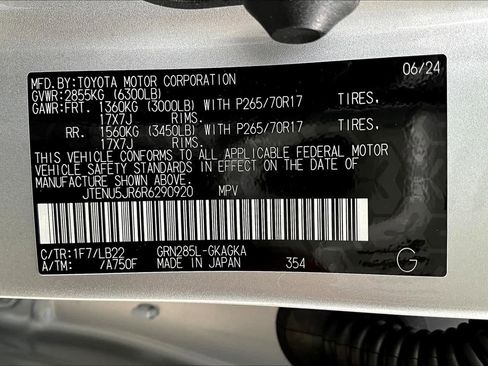 MFD.BY:TOYOTA MOTOR CORPORATION 06/24
GVWR:2855KG (6300LB)
GAWR:FRT. 1360KG (3000LB) WITH P265/70R17 TIRES,
17X7J RIMS.
RR. 1560KG (3450LB) WITH P265/70R17 TIRES,
17X7J RIMS.
THIS VEHICLE CONFORMS TO ALL APPLICABLE FEDERAL MOTOR
VEHICLE SAFETY STANDARDS IN EFFECT ON THE DATE OF
MANUFACTURE SHOWN ABOVE.
JTENU5JR6R6290920 MPV
C/TR:1F7/LB22 GRN285L-GKAGKA
A/TM: /A750F MADE IN JAPAN 354 G